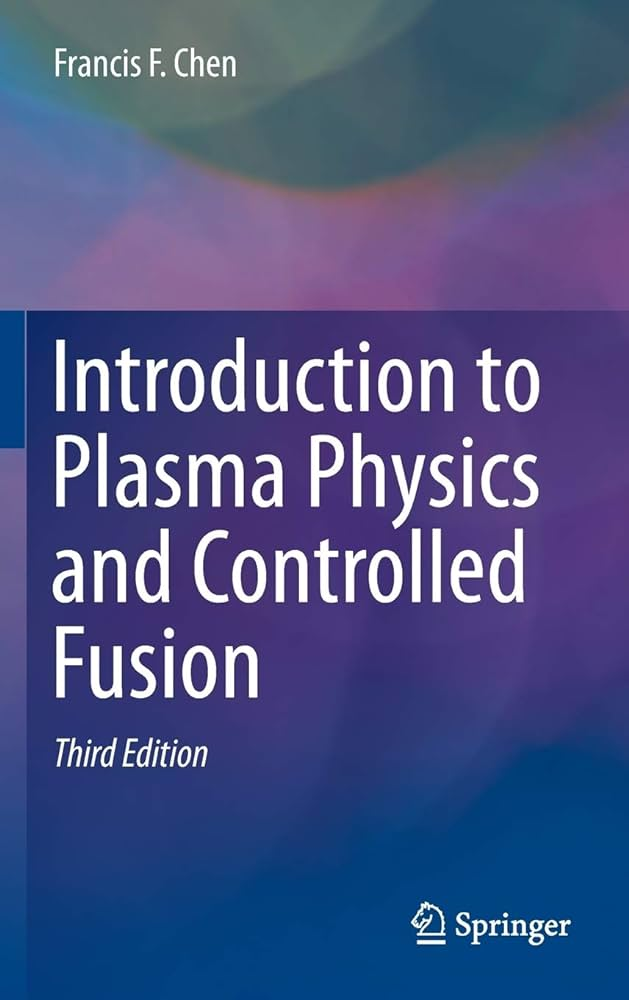 Francis F. Chen
Introduction to
Plasma Physics
and Controlled
Fusion
Third Edition
Springer